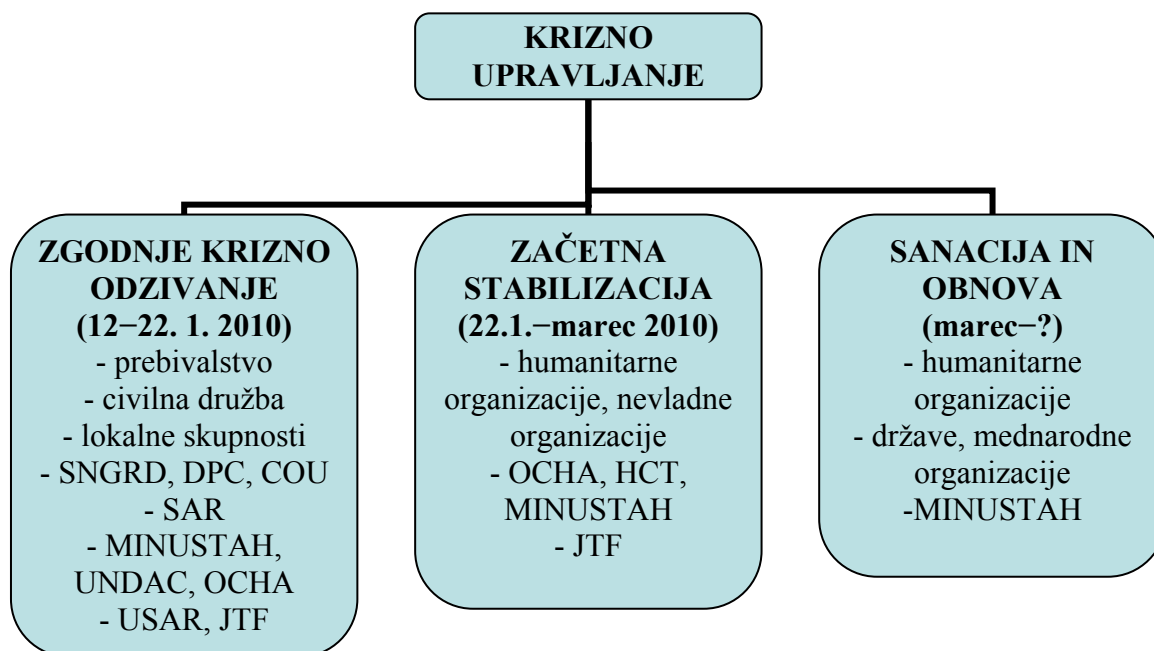 KRIZNO
UPRAVLJANJE
ZGODNJE KRIZNO
ODZIVANJE
(12−22. 1. 2010)
- prebivalstvo
- civilna družba
- lokalne skupnosti
- SNGRD, DPC, COU
- SAR
- MINUSTAH,
UNDAC, OCHA
- USAR, JTF
ZAČETNA
STABILIZACIJA
(22.1.−marec 2010)
- humanitarne
organizacije, nevladne
organizacije
- OCHA, HCT,
MINUSTAH
- JTF
SANACIJA IN
OBNOVA
(marec−?)
- humanitarne
organizacije
- države, mednarodne
organizacije
-MINUSTAH